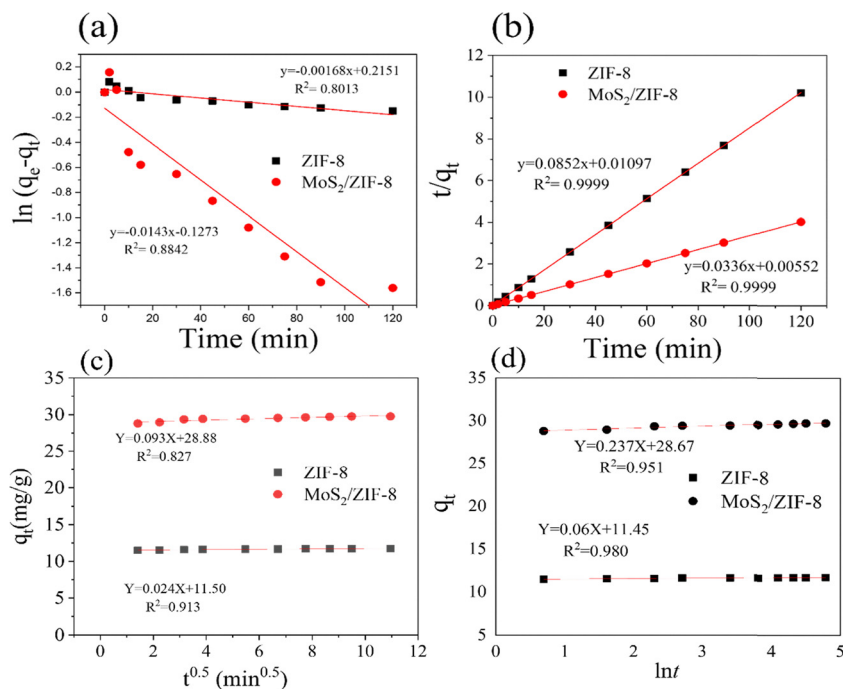 (a)
0.2
0.0
-0.2
-0.4
-0.6
-0.8
-1.0
-1.2
-1.4
-1.6
ln (qe-qt)
y=-0.00168x+0.2151
R²= 0.8013
ZIF-8
MoS₂/ZIF-8
y=-0.0143x-0.1273
R²= 0.8842
0 20 40 60 80 100 120
Time (min)
(b)
12
10
8
6
4
2
0
t/qt
ZIF-8
MoS₂/ZIF-8
y=0.0852x+0.01097
R²= 0.9999
y=0.0336x+0.00552
R²= 0.9999
0 20 40 60 80 100 120
Time (min)
(c)
35
30
25
20
15
10
5
0
qt(mg/g)
Y=0.093X+28.88
R²=0.827
ZIF-8
MoS₂/ZIF-8
Y=0.024X+11.50
R²=0.913
0 2 4 6 8 10 12
t⁰·⁵ (min⁰·⁵)
(d)
35
30
25
20
15
10
5
qt
Y=0.237X+28.67
R²=0.951
ZIF-8
MoS₂/ZIF-8
Y=0.06X+11.45
R²=0.980
0 1 2 3 4 5
lnt